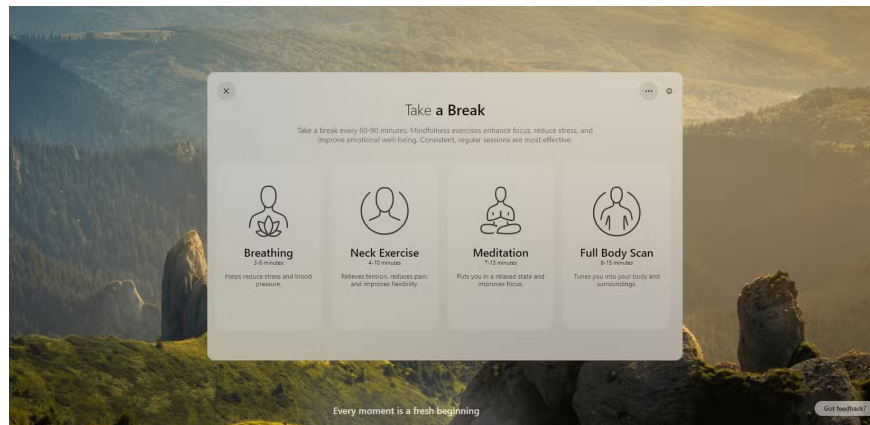 Take a Break
Take a break every 60-90 minutes. Mindfulness exercises enhance focus, reduce stress, and
improve emotional well-being. Consistent, regular sessions are most effective.
Breathing
3-6 minutes
Helps reduce stress and blood
pressure.
Neck Exercise
4-10 minutes
Relieves tension, reduces pain,
and improves flexibility.
Meditation
7-13 minutes
Puts you in a relaxed state and
improves focus.
Full Body Scan
8-15 minutes
Tunes you into your body and
surroundings.
Every moment is a fresh beginning
Got feedback?